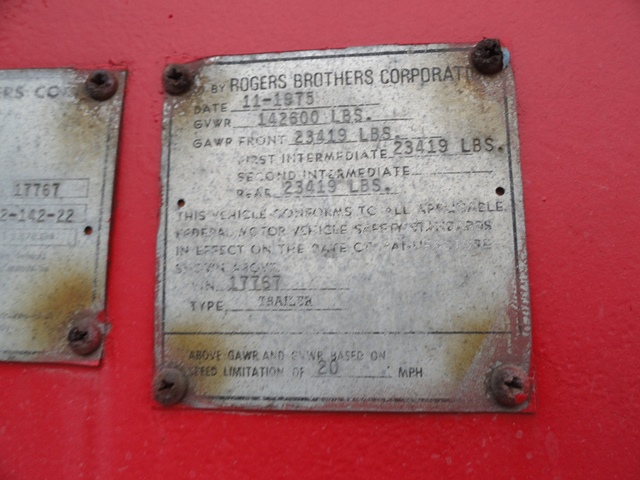 ERS CO
17767
2-142-22
BY ROGERS BROTHERS CORPORATI
DATE 11-1975
GVWR 142600 LBS.
GAWR FRONT 23419 LBS.
FIRST INTERMEDIATE 23419 LBS.
SECOND INTERMEDIATE
REAR 23419 LBS.
THIS VEHICLE CONFORMS TO ALL APPLICABLE
FEDERAL MOTOR VEHICLE SAFETY STANDARDS
IN EFFECT ON THE DATE OF
SHOWN ABOVE
VIN 17767
TYPE TRAILER
ABOVE GAWR AND GVWR BASED ON
SPEED LIMITATION OF 20 MPH